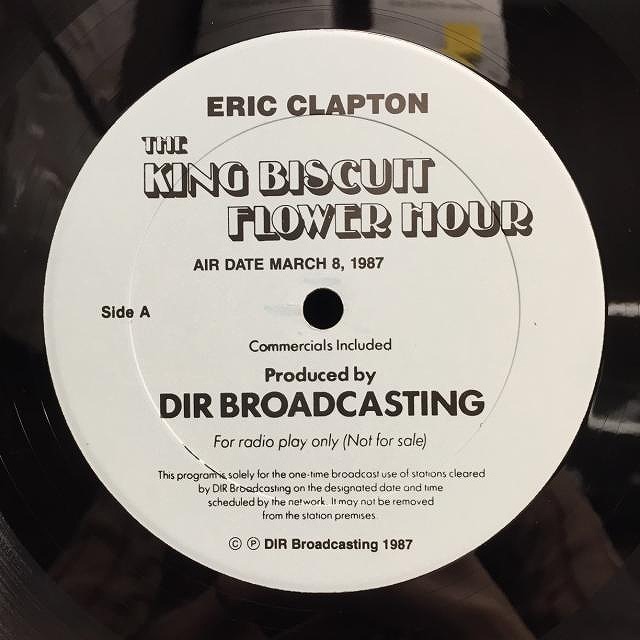 ERIC CLAPTON
THE
KING BISCUIT
FLOWER HOUR
AIR DATE MARCH 8, 1987
Side A
Commercials Included
Produced by
DIR BROADCASTING
For radio play only (Not for sale)
This program is solely for the one-time broadcast use of stations cleared
by DIR Broadcasting on the designated date and time
scheduled by the network. It may not be removed
from the station premises.
© ℗ DIR Broadcasting 1987